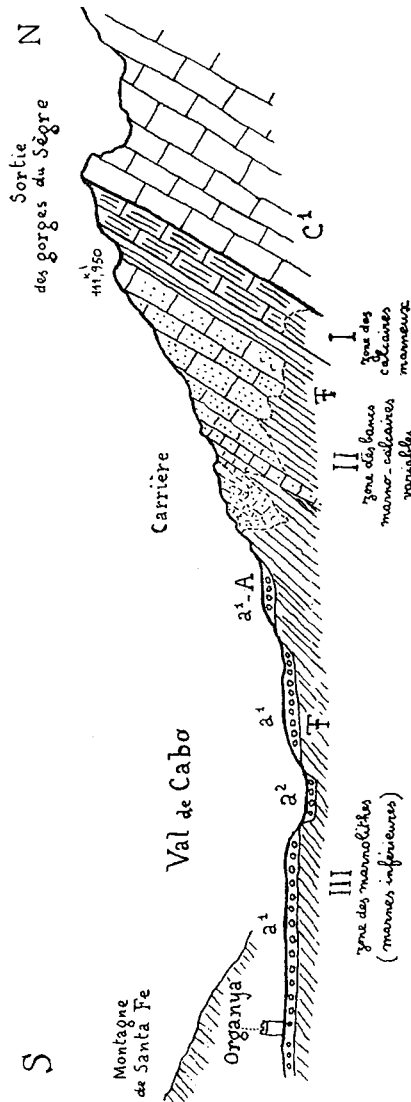 S
N
Sortie
des gorges du Sègre
Montagne
de Santa Fe
Val de Cabo
Carrière
k
111.950
Organyá
a¹
a²
a¹
a¹-A
T
T
C¹
III
zone des marnolithes
(marnes inférieures)
II
zone des bancs
marno-calcaires
variables
I
zone des
calcaires
marneux